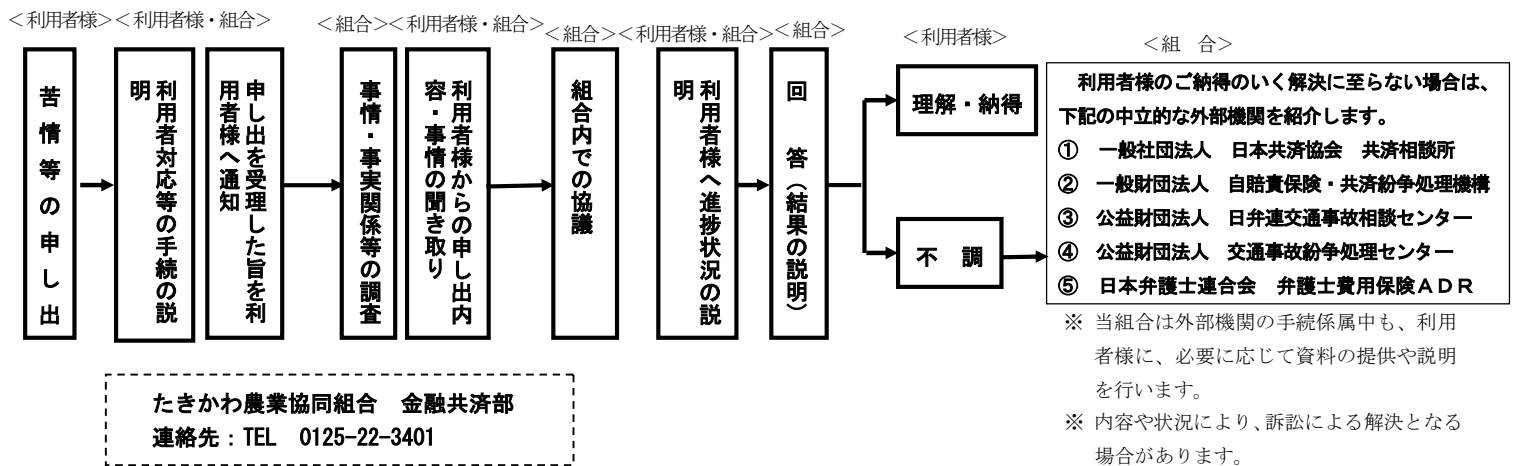 <利用者様><利用者様・組合>
<組合><利用者様・組合>
<組合><利用者様・組合>
<組合>
<利用者様>
<組　合>
苦情等の申し出
利用者対応等の手続の説
明
申し出を受理した旨を利
用者様へ通知
事情・事実関係等の調査
利用者様からの申し出内
容・事情の聞き取り
組合内での協議
利用者様へ進捗状況の説
明
回　答（結果の説明）
理解・納得
不　調
利用者様のご納得のいく解決に至らない場合は、
下記の中立的な外部機関を紹介します。
①　一般社団法人　日本共済協会　共済相談所
②　一般財団法人　自賠責保険・共済紛争処理機構
③　公益財団法人　日弁連交通事故相談センター
④　公益財団法人　交通事故紛争処理センター
⑤　日本弁護士連合会　弁護士費用保険ＡＤＲ
※　当組合は外部機関の手続係属中も、利用
者様に、必要に応じて資料の提供や説明
を行います。
※　内容や状況により、訴訟による解決となる
場合があります。
たきかわ農業協同組合　金融共済部
連絡先：TEL　0125-22-3401